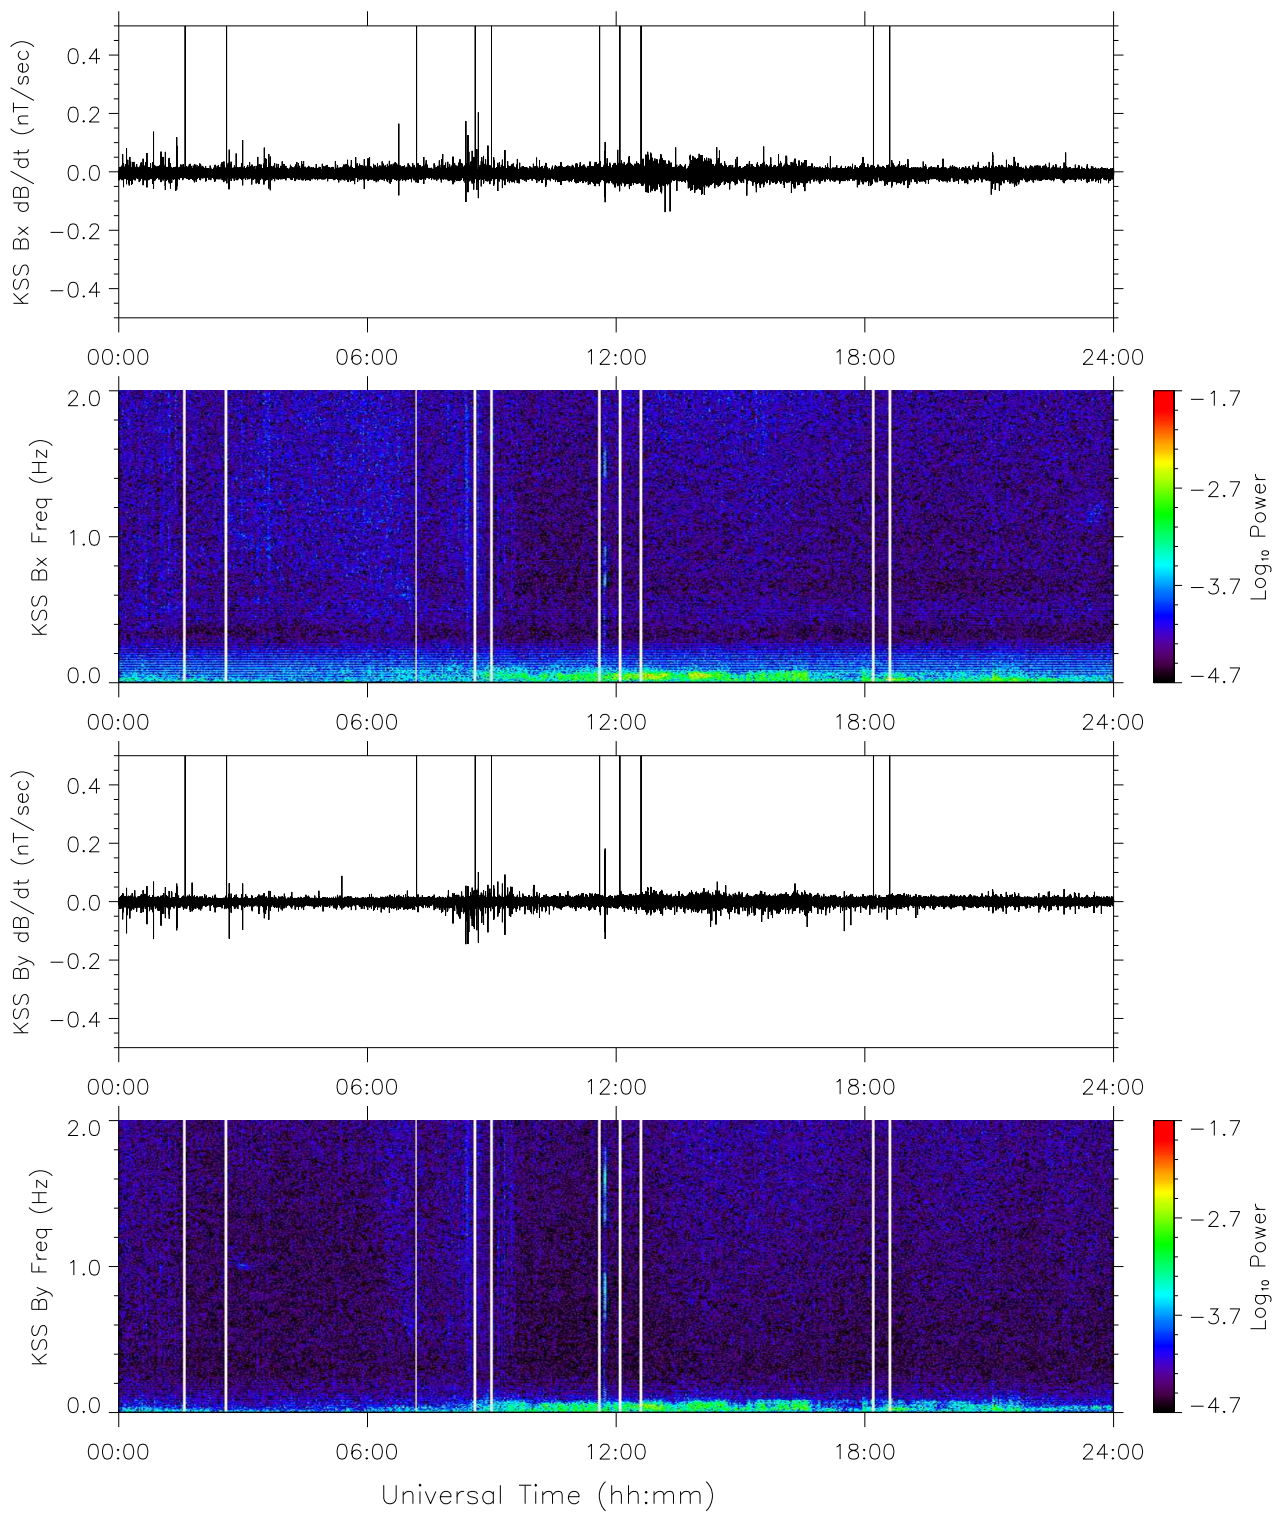 KSS Bx dB/dt (nT/sec)
0.4
0.2
0.0
−0.2
−0.4
00:00 06:00 12:00 18:00 24:00
KSS Bx Freq (Hz)
2.0
1.0
0.0
00:00 06:00 12:00 18:00 24:00
−1.7
−2.7
−3.7
−4.7
Log10 Power
KSS By dB/dt (nT/sec)
0.4
0.2
0.0
−0.2
−0.4
00:00 06:00 12:00 18:00 24:00
KSS By Freq (Hz)
2.0
1.0
0.0
00:00 06:00 12:00 18:00 24:00
−1.7
−2.7
−3.7
−4.7
Log10 Power
Universal Time (hh:mm)